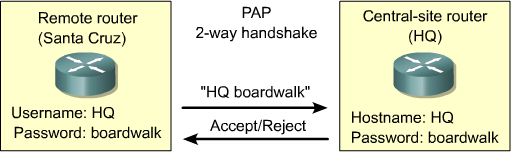 Remote router
(Santa Cruz)
Username: HQ
Password: boardwalk
PAP
2-way handshake
"HQ boardwalk"
Accept/Reject
Central-site router
(HQ)
Hostname: HQ
Password: boardwalk